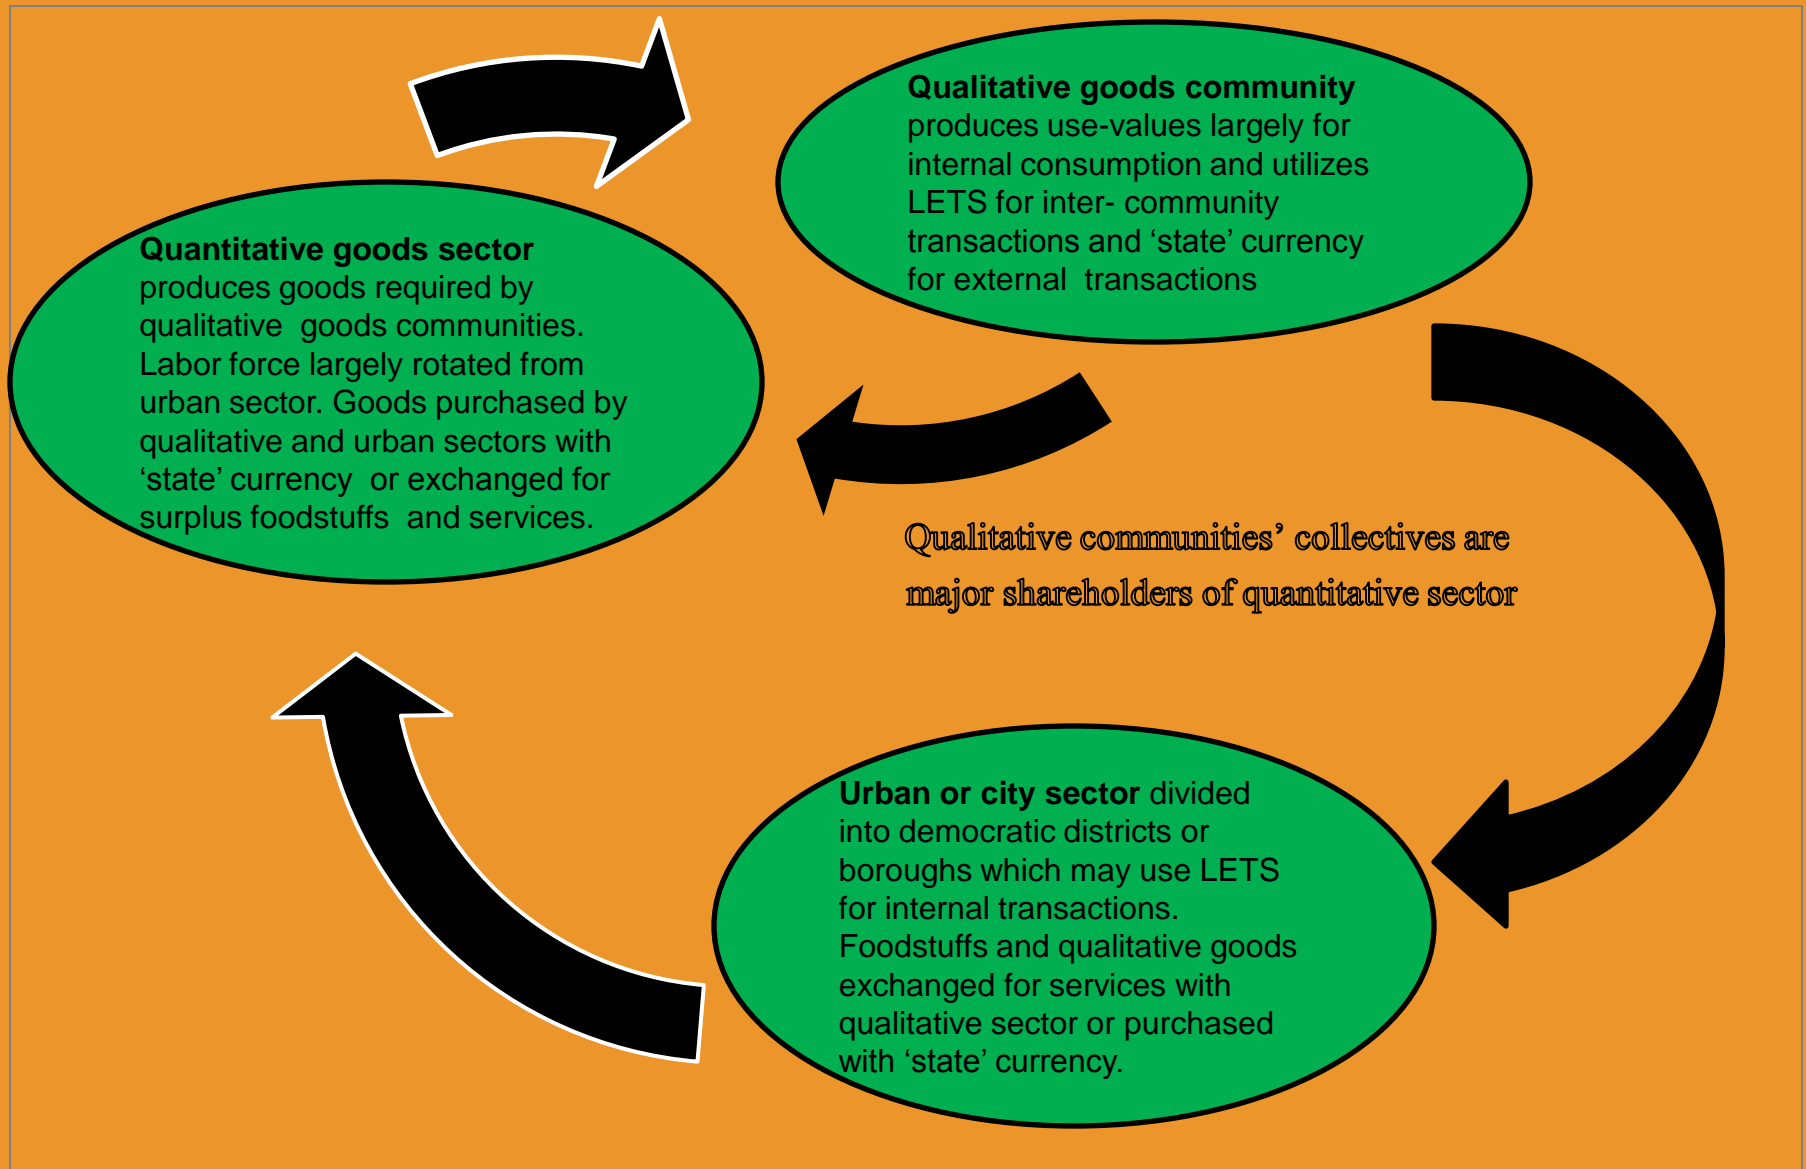 Qualitative goods community
produces use-values largely for
internal consumption and utilizes
LETS for inter- community
transactions and ‘state’ currency
for external  transactions
Quantitative goods sector
produces goods required by
qualitative  goods communities.
Labor force largely rotated from
urban sector. Goods purchased by
qualitative and urban sectors with
‘state’ currency  or exchanged for
surplus foodstuffs  and services.
Qualitative communities’ collectives are
major shareholders of quantitative sector
Urban or city sector divided
into democratic districts or
boroughs which may use LETS
for internal transactions.
Foodstuffs and qualitative goods
exchanged for services with
qualitative sector or purchased
with ‘state’ currency.